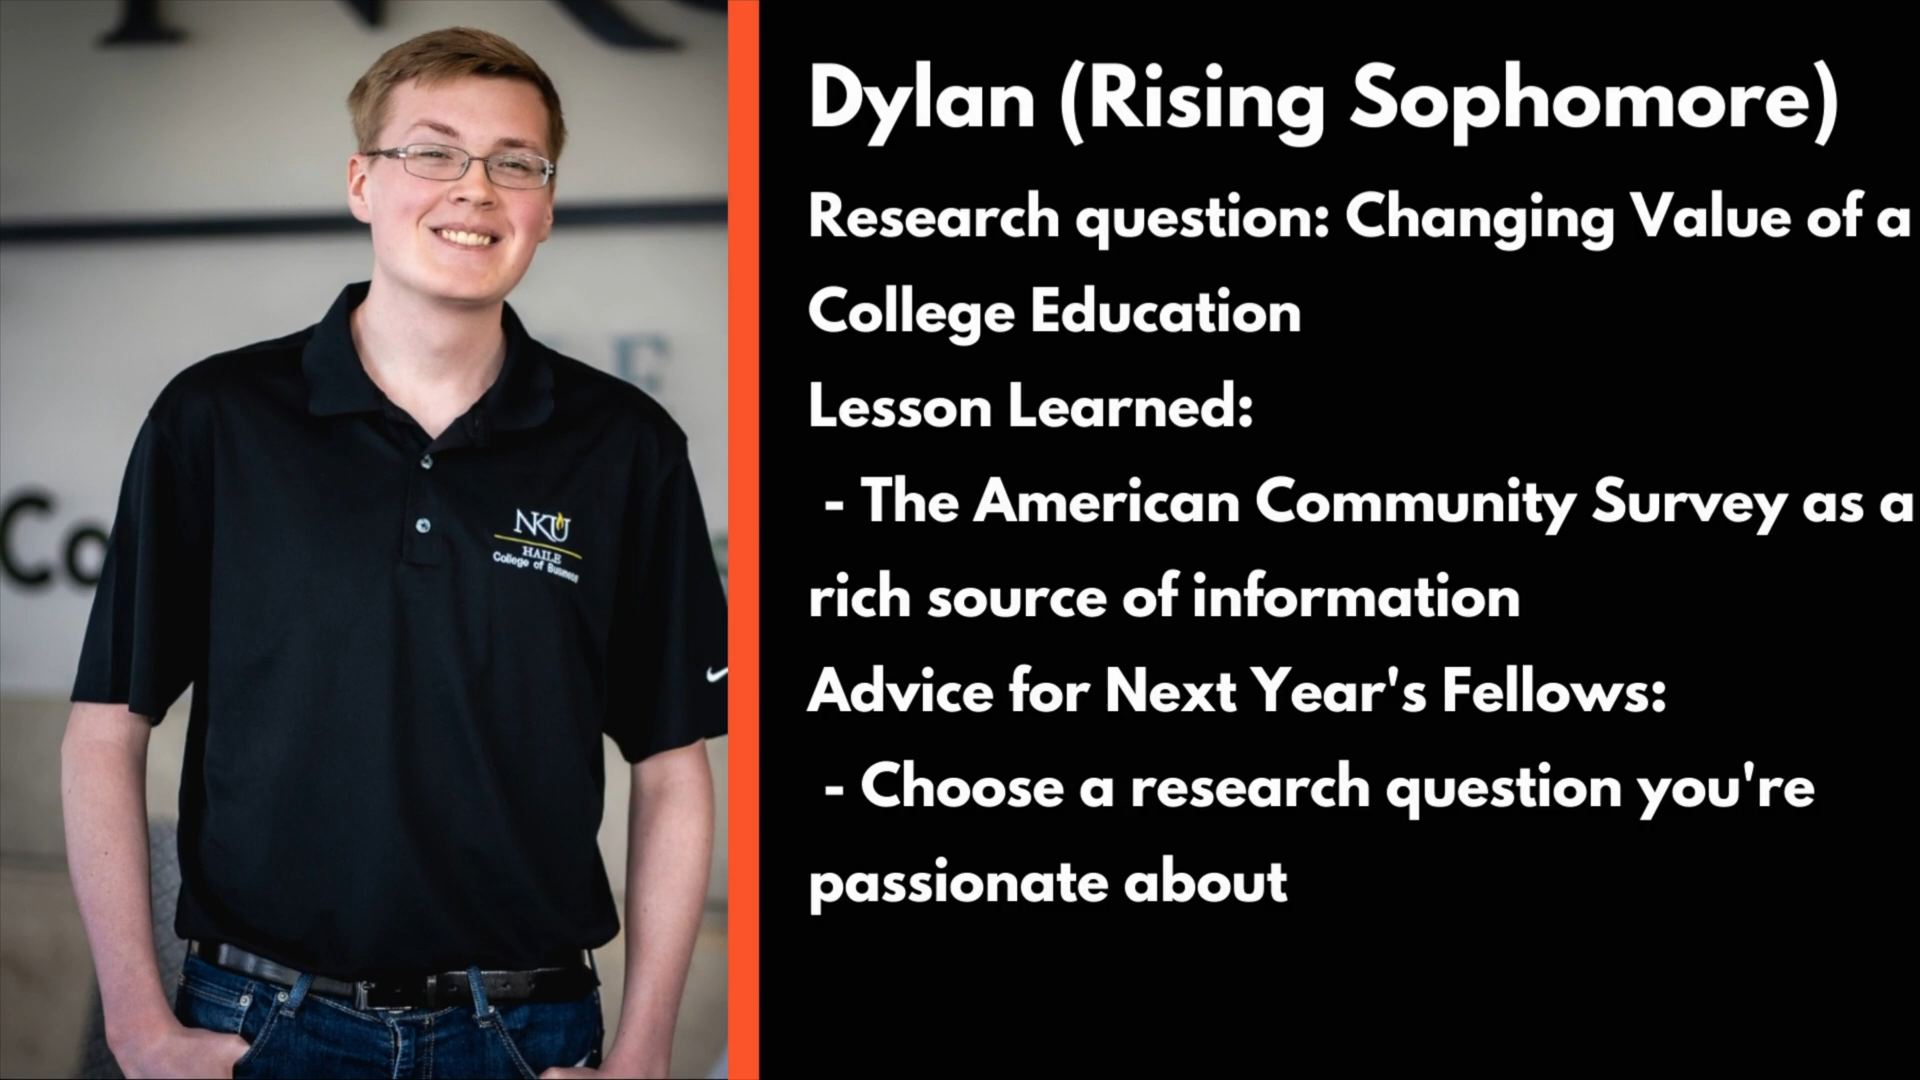 Dylan (Rising Sophomore)
Research question: Changing Value of a
College Education
Lesson Learned:
- The American Community Survey as a
rich source of information
Advice for Next Year's Fellows:
- Choose a research question you're
passionate about
NKU
HAILE
College of Business
Co